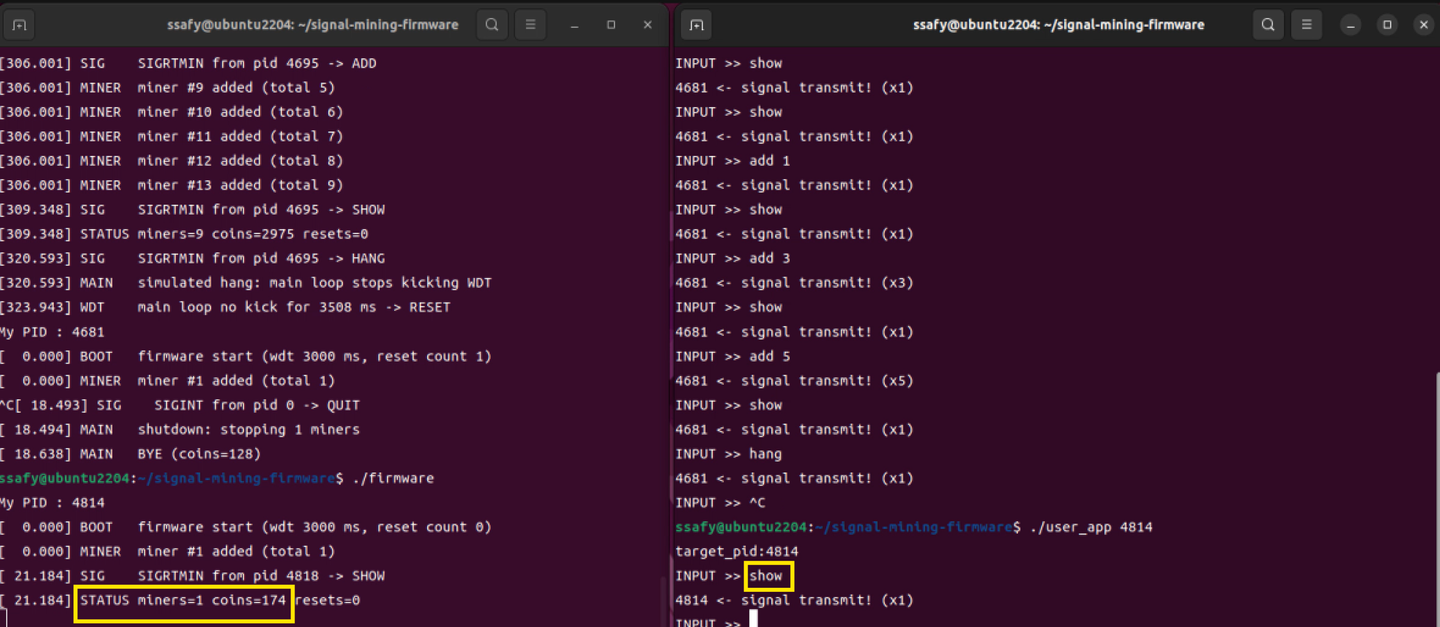 ssafy@ubuntu2204: ~/signal-mining-firmware
[306.001] SIG    SIGRTMIN from pid 4695 -> ADD
[306.001] MINER  miner #9 added (total 5)
[306.001] MINER  miner #10 added (total 6)
[306.001] MINER  miner #11 added (total 7)
[306.001] MINER  miner #12 added (total 8)
[306.001] MINER  miner #13 added (total 9)
[309.348] SIG    SIGRTMIN from pid 4695 -> SHOW
[309.348] STATUS miners=9 coins=2975 resets=0
[320.593] SIG    SIGRTMIN from pid 4695 -> HANG
[320.593] MAIN   simulated hang: main loop stops kicking WDT
[323.943] WDT    main loop no kick for 3508 ms -> RESET
My PID : 4681
[  0.000] BOOT   firmware start (wdt 3000 ms, reset count 1)
[  0.000] MINER  miner #1 added (total 1)
^C[ 18.493] SIG    SIGINT from pid 0 -> QUIT
[ 18.494] MAIN   shutdown: stopping 1 miners
[ 18.638] MAIN   BYE (coins=128)
ssafy@ubuntu2204:~/signal-mining-firmware$ ./firmware
My PID : 4814
[  0.000] BOOT   firmware start (wdt 3000 ms, reset count 0)
[  0.000] MINER  miner #1 added (total 1)
[ 21.184] SIG    SIGRTMIN from pid 4818 -> SHOW
[ 21.184] STATUS miners=1 coins=174 resets=0
ssafy@ubuntu2204: ~/signal-mining-firmware
INPUT >> show
4681 <- signal transmit! (x1)
INPUT >> show
4681 <- signal transmit! (x1)
INPUT >> add 1
4681 <- signal transmit! (x1)
INPUT >> show
4681 <- signal transmit! (x1)
INPUT >> add 3
4681 <- signal transmit! (x3)
INPUT >> show
4681 <- signal transmit! (x1)
INPUT >> add 5
4681 <- signal transmit! (x5)
INPUT >> show
4681 <- signal transmit! (x1)
INPUT >> hang
4681 <- signal transmit! (x1)
INPUT >> ^C
ssafy@ubuntu2204:~/signal-mining-firmware$ ./user_app 4814
target_pid:4814
INPUT >> show
4814 <- signal transmit! (x1)
INPUT >>